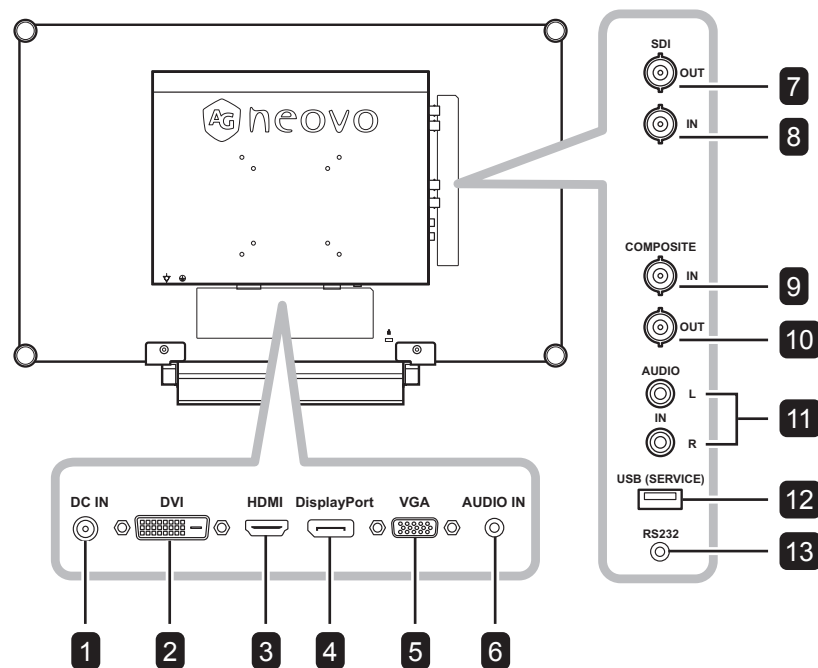 AG neovo
SDI
OUT
7
IN
8
COMPOSITE
IN
9
OUT
10
AUDIO
L
IN
11
R
USB (SERVICE)
12
RS232
13
DC IN
DVI
HDMI
DisplayPort
VGA
AUDIO IN
1
2
3
4
5
6